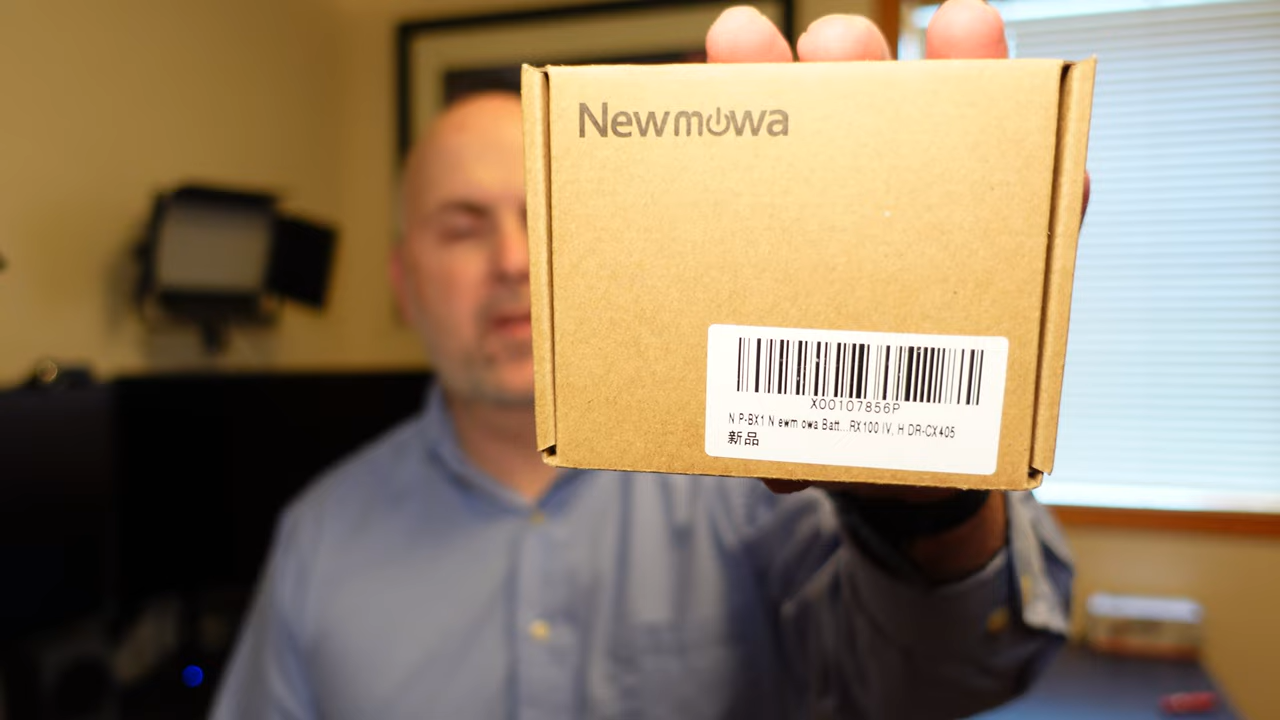 Newmowa
X00107856P
N P-BX1 N ewm owa Batt...RX100 IV, H DR-CX405
新品